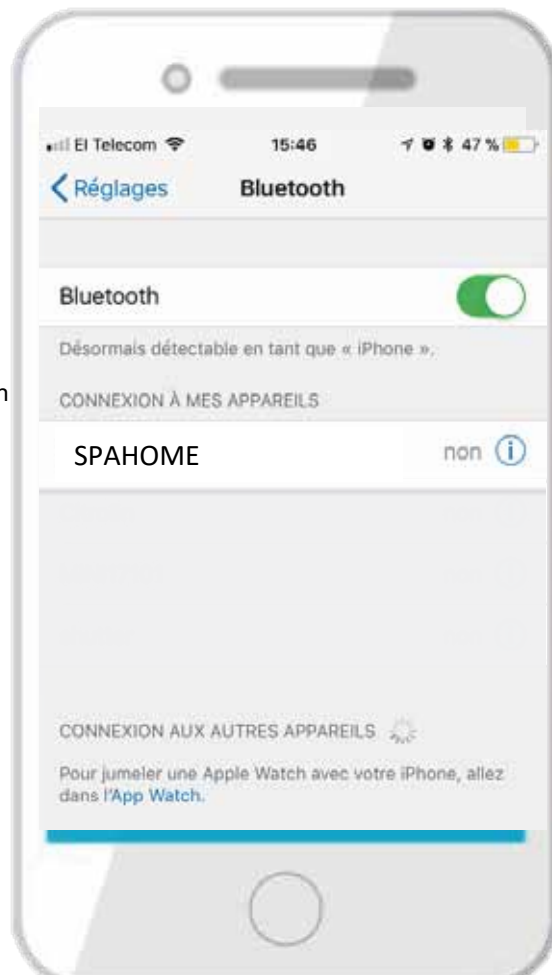 El Telecom 15:46 47 %
Réglages Bluetooth
Bluetooth
Désormais détectable en tant que « iPhone ».
n
CONNEXION À MES APPAREILS
SPAHOME non i
CONNEXION AUX AUTRES APPAREILS
Pour jumeler une Apple Watch avec votre iPhone, allez
dans l'App Watch.